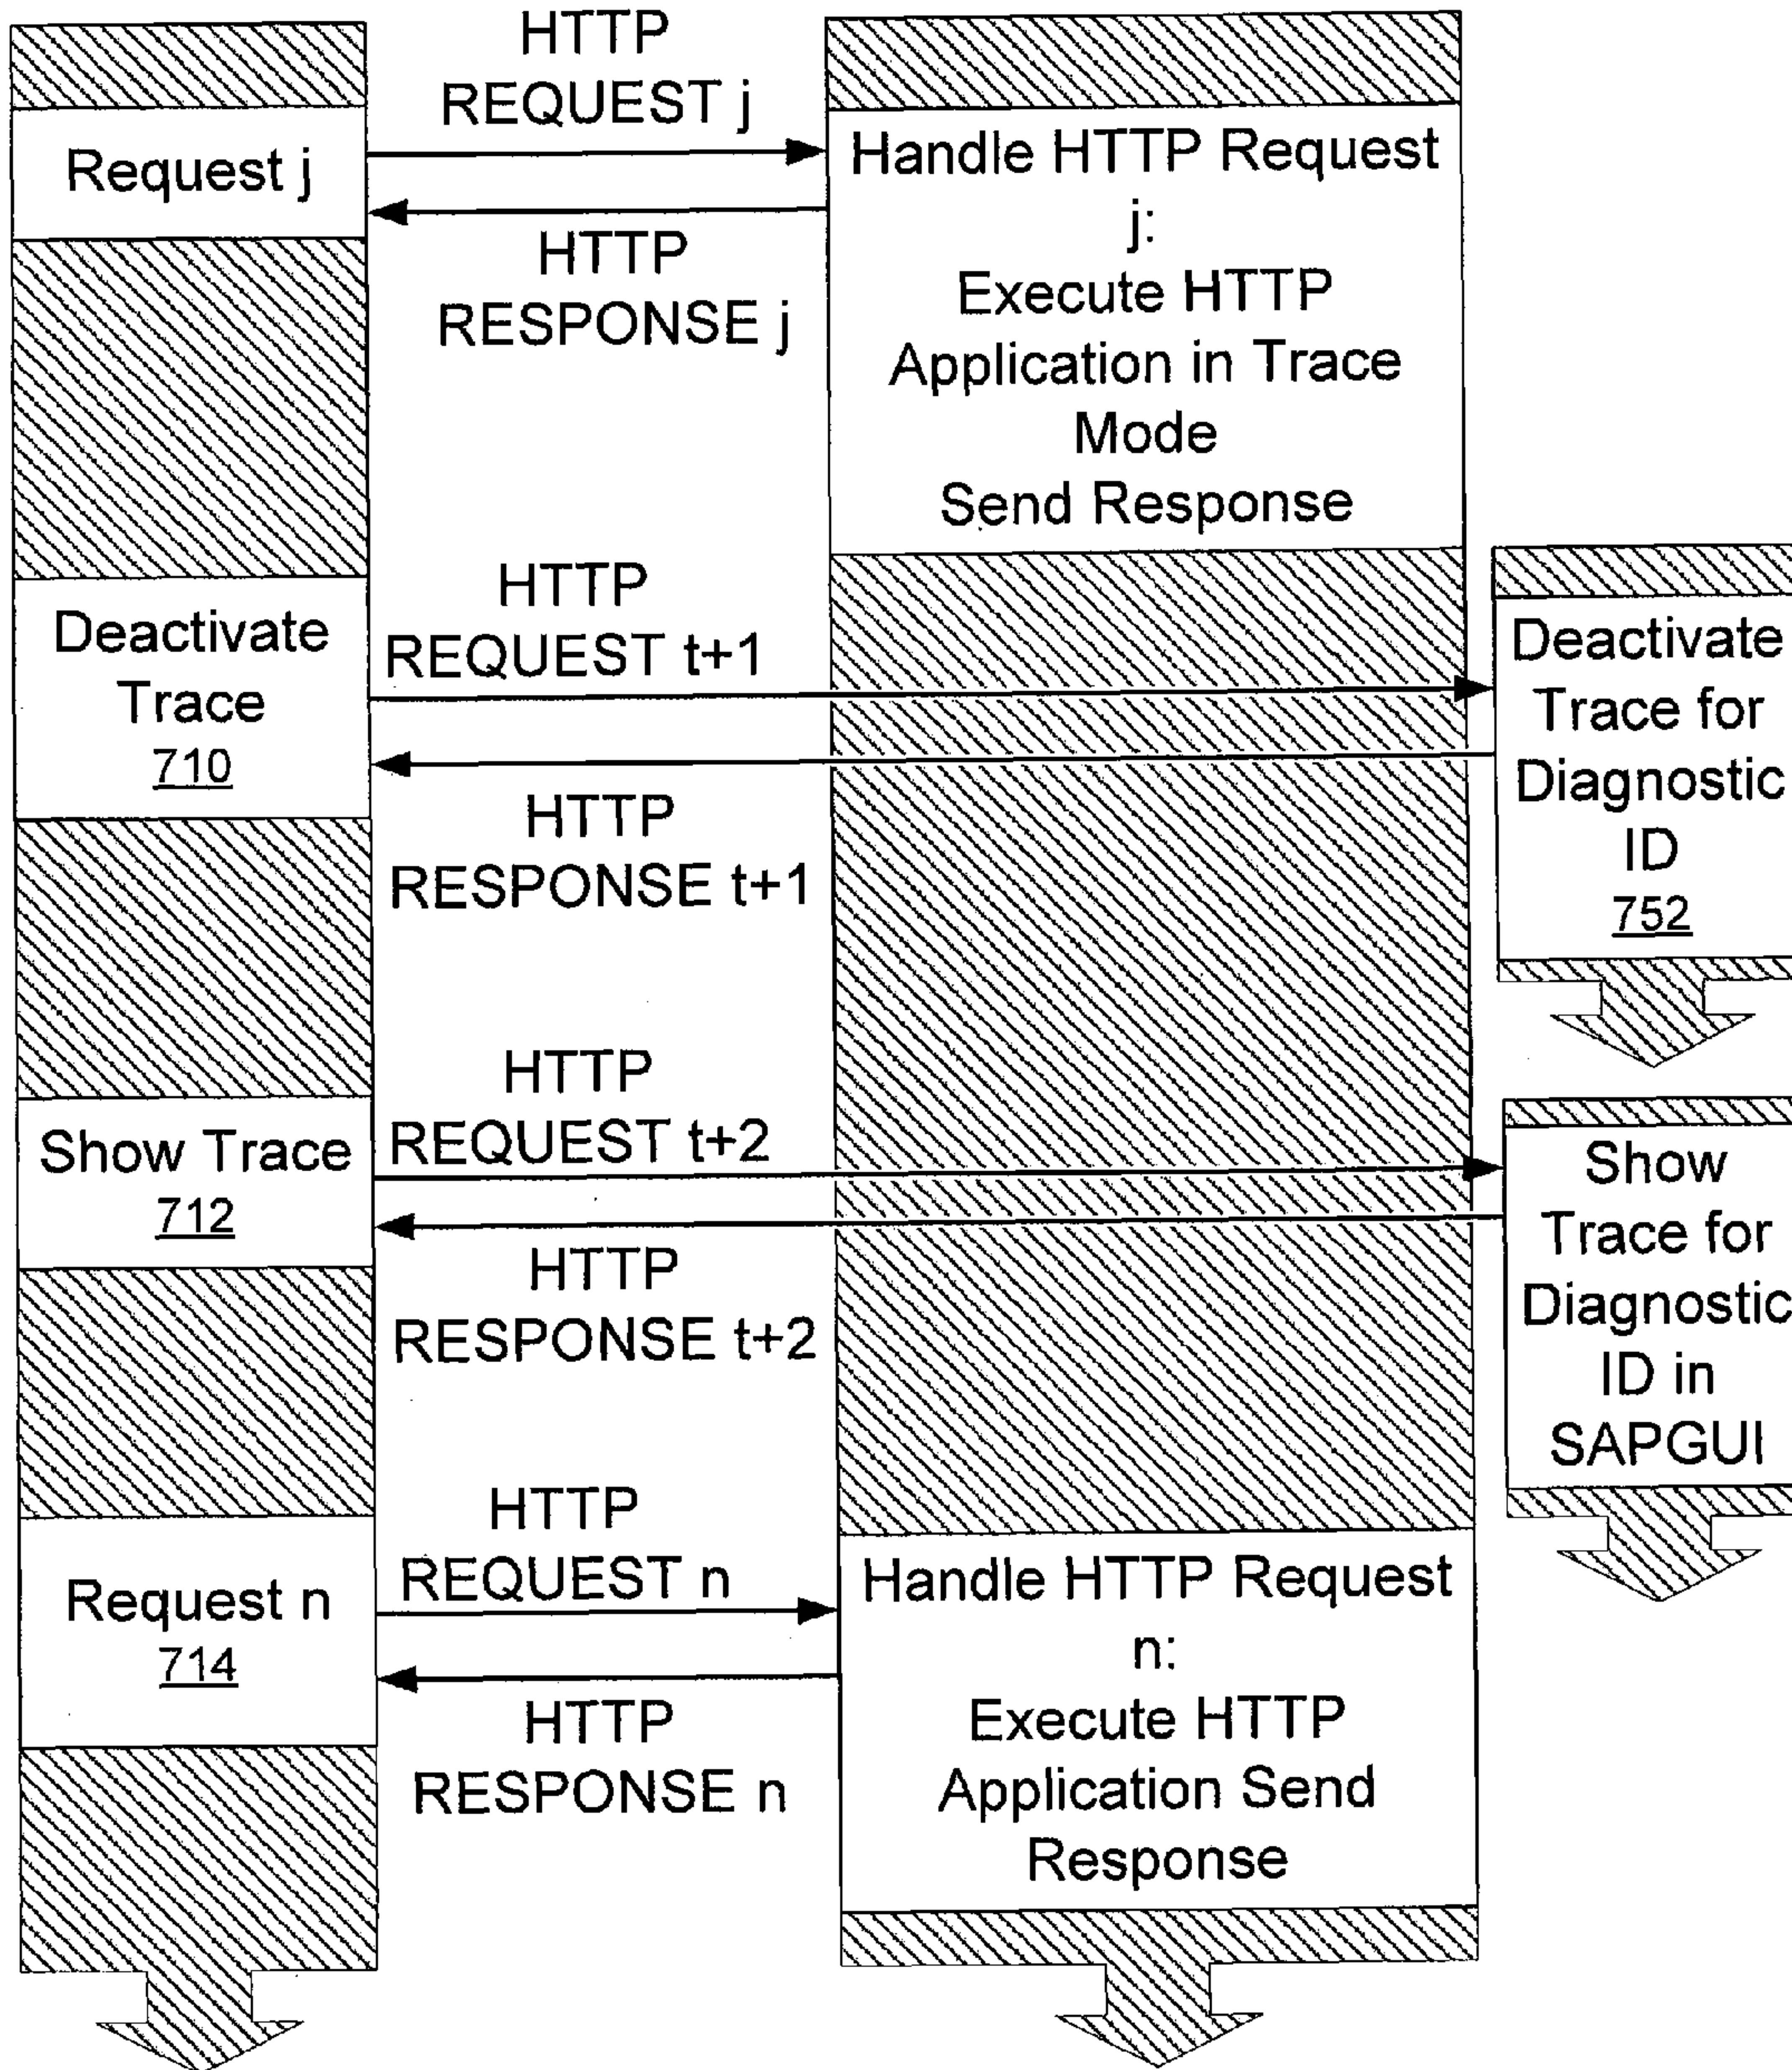 HTTP
REQUEST j
Request j
HTTP
RESPONSE j
Handle HTTP Request
j:
Execute HTTP
Application in Trace
Mode
Send Response
Deactivate
Trace
710
HTTP
REQUEST t+1
HTTP
RESPONSE t+1
Deactivate
Trace for
Diagnostic
ID
752
Show Trace
712
HTTP
REQUEST t+2
HTTP
RESPONSE t+2
Show
Trace for
Diagnostic
ID in
SAPGUI
Request n
714
HTTP
REQUEST n
HTTP
RESPONSE n
Handle HTTP Request
n:
Execute HTTP
Application Send
Response